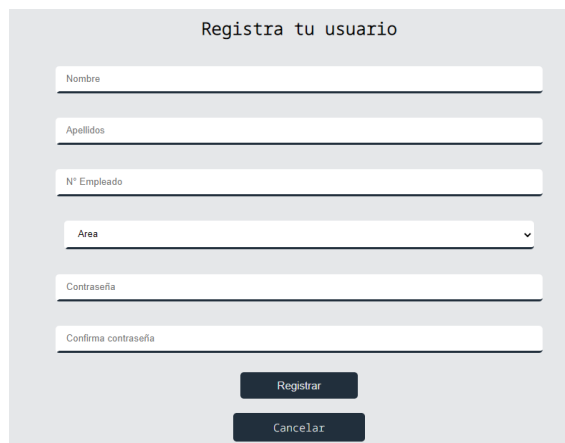 Registra tu usuario
Nombre
Apellidos
N° Empleado
Area
Contraseña
Confirma contraseña
Registrar
Cancelar